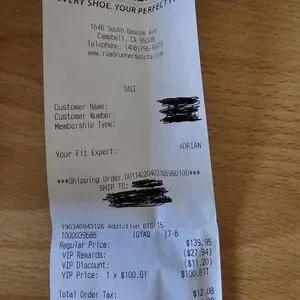 EVERY SHOE. YOUR PERFECT
1646 South Bascom Ave
Campbell, CA 95008
Telephone: (408)796-
www.roadrunnersports.com
SALE
Customer Name:
Customer Number:
Membership Type:
Your Fit Expert: ADRIAN
***Shipping Order
SHIP TO:
190340943126 Addiction GTS 15
1000039686 IGYAQ 17-6
Regular Price: $139.95
VIP Rewards: ($27.94)
VIP Discount: ($11.20)
VIP Price: 1 x $100.81 $100.81T
Total Order Tax: $12.08